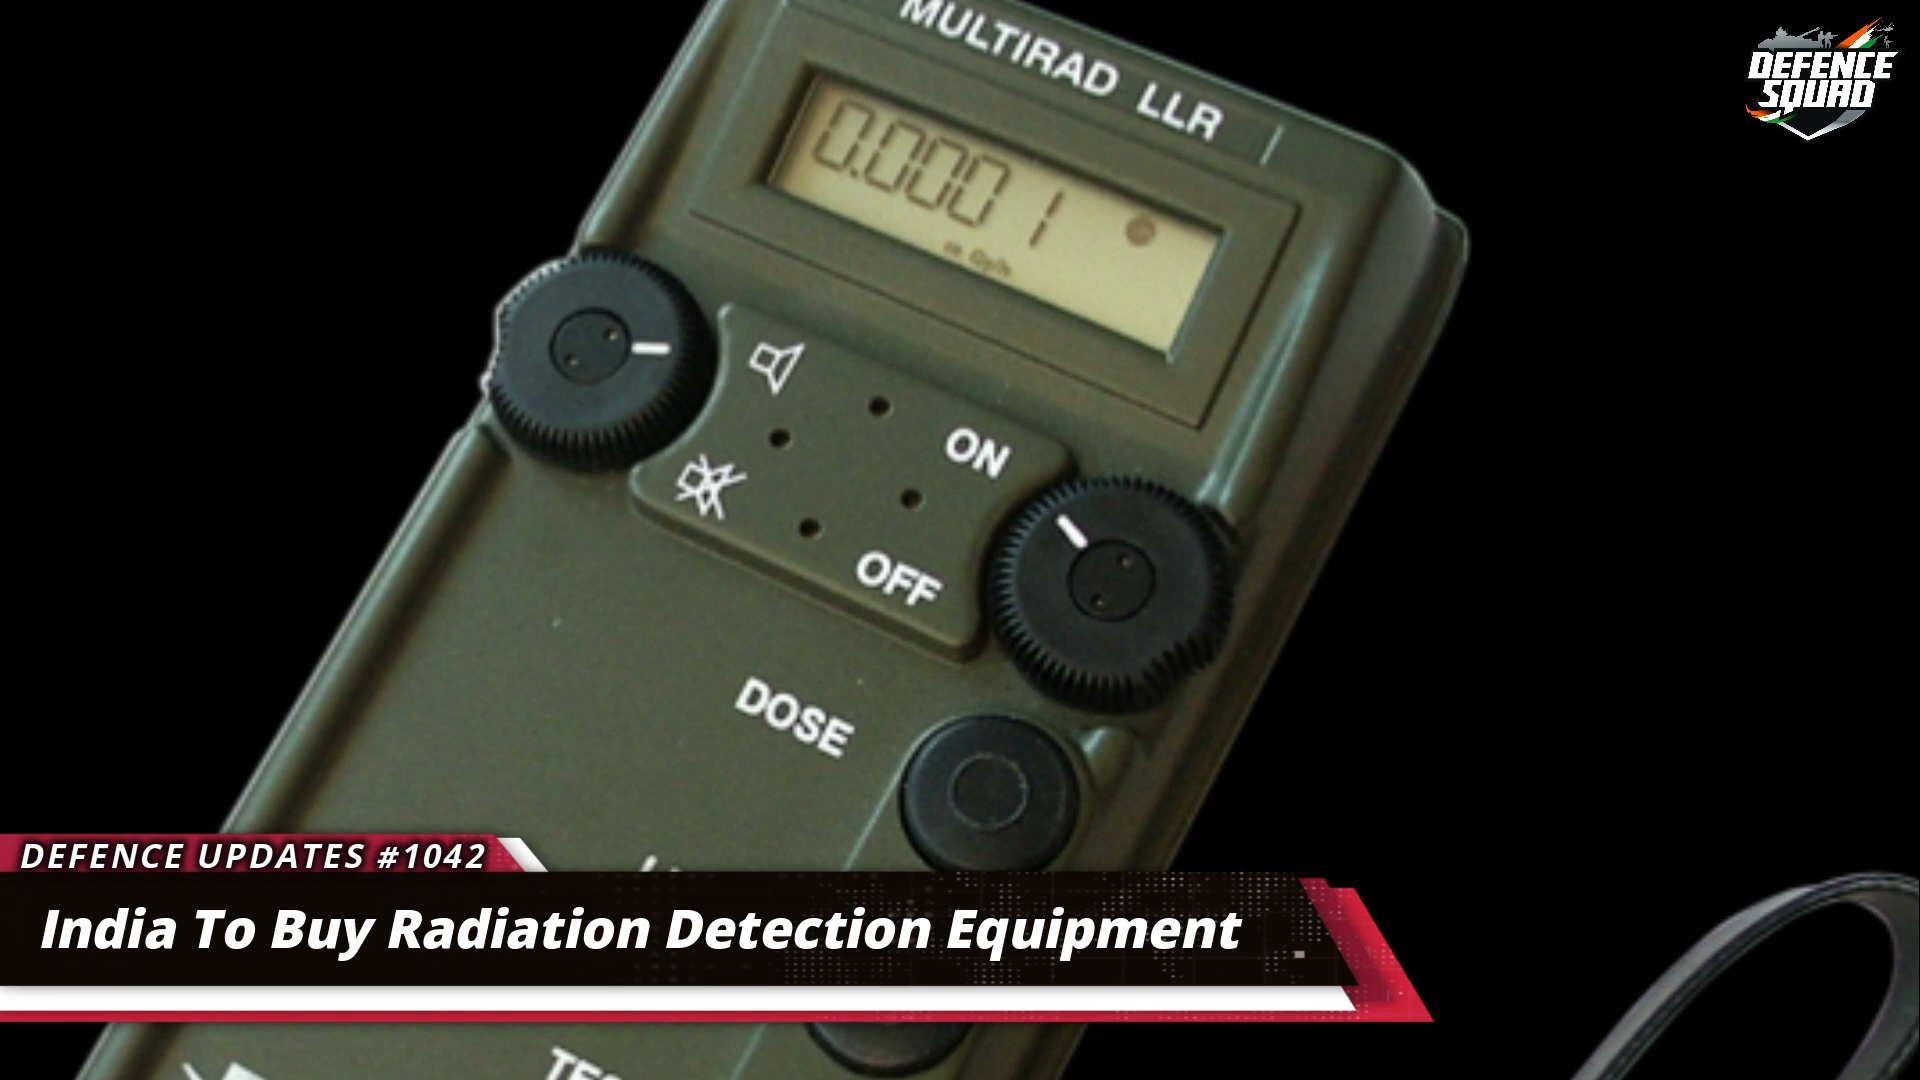 MULTIRAD LLR
DEFENCE
SQUAD
0.0001
ON
OFF
DOSE
DEFENCE UPDATES #1042
India To Buy Radiation Detection Equipment